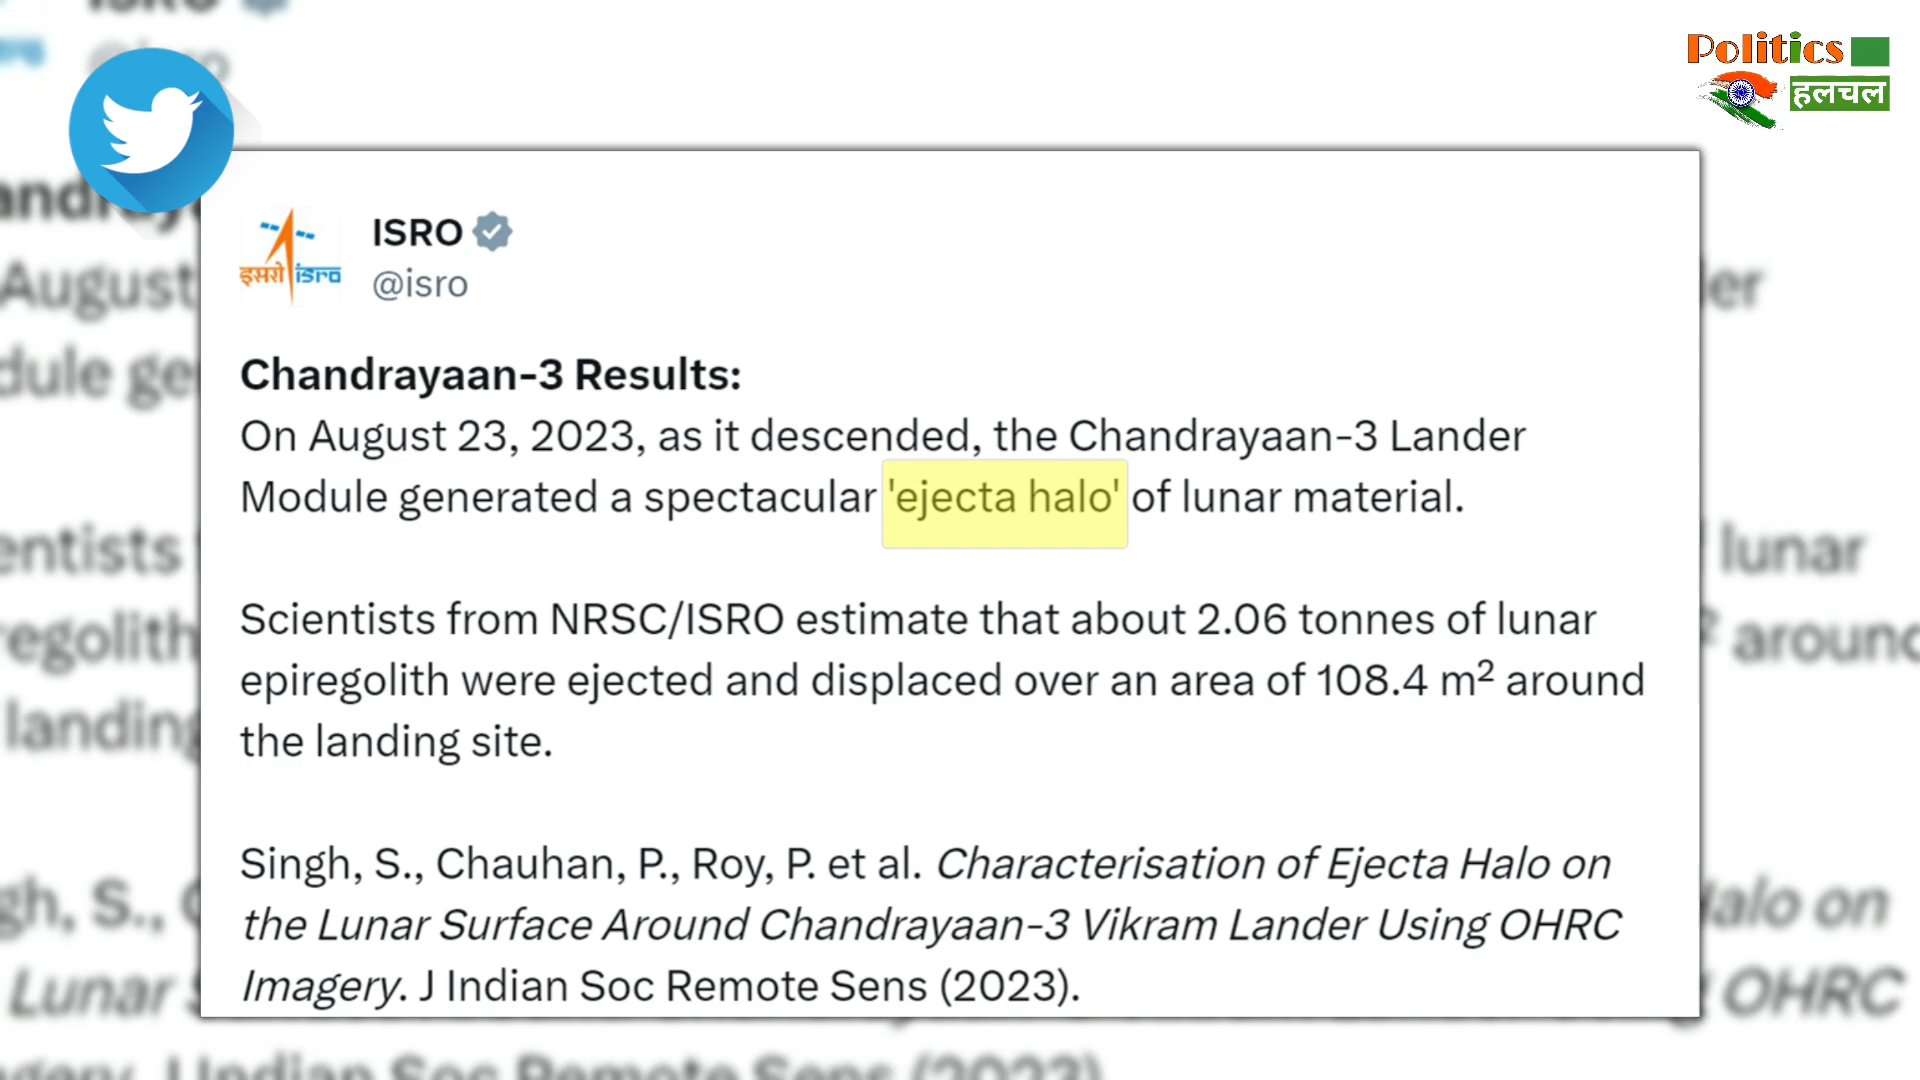 Politics
हलचल
इसरो isro
ISRO
@isro
Chandrayaan-3 Results:
On August 23, 2023, as it descended, the Chandrayaan-3 Lander
Module generated a spectacular 'ejecta halo' of lunar material.
Scientists from NRSC/ISRO estimate that about 2.06 tonnes of lunar
epiregolith were ejected and displaced over an area of 108.4 m² around
the landing site.
Singh, S., Chauhan, P., Roy, P. et al. Characterisation of Ejecta Halo on
the Lunar Surface Around Chandrayaan-3 Vikram Lander Using OHRC
Imagery. J Indian Soc Remote Sens (2023).